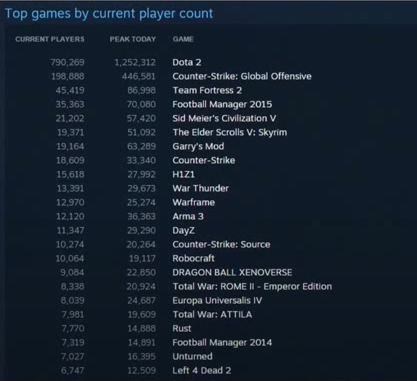 Top games by current player count
CURRENT PLAYERS PEAK TODAY GAME
790,269 1,252,312 Dota 2
198,888 446,581 Counter-Strike: Global Offensive
45,419 86,998 Team Fortress 2
35,363 70,080 Football Manager 2015
21,202 57,420 Sid Meier's Civilization V
19,371 51,092 The Elder Scrolls V: Skyrim
19,164 63,289 Garry's Mod
18,609 33,340 Counter-Strike
15,618 27,992 H1Z1
13,391 29,673 War Thunder
12,970 25,274 Warframe
12,120 36,363 Arma 3
11,347 29,290 DayZ
10,274 20,264 Counter-Strike: Source
10,064 19,117 Robocraft
9,084 22,850 DRAGON BALL XENOVERSE
8,338 20,924 Total War: ROME II - Emperor Edition
8,039 24,687 Europa Universalis IV
7,981 19,609 Total War: ATTILA
7,770 14,888 Rust
7,319 14,891 Football Manager 2014
7,027 16,395 Unturned
6,747 12,509 Left 4 Dead 2